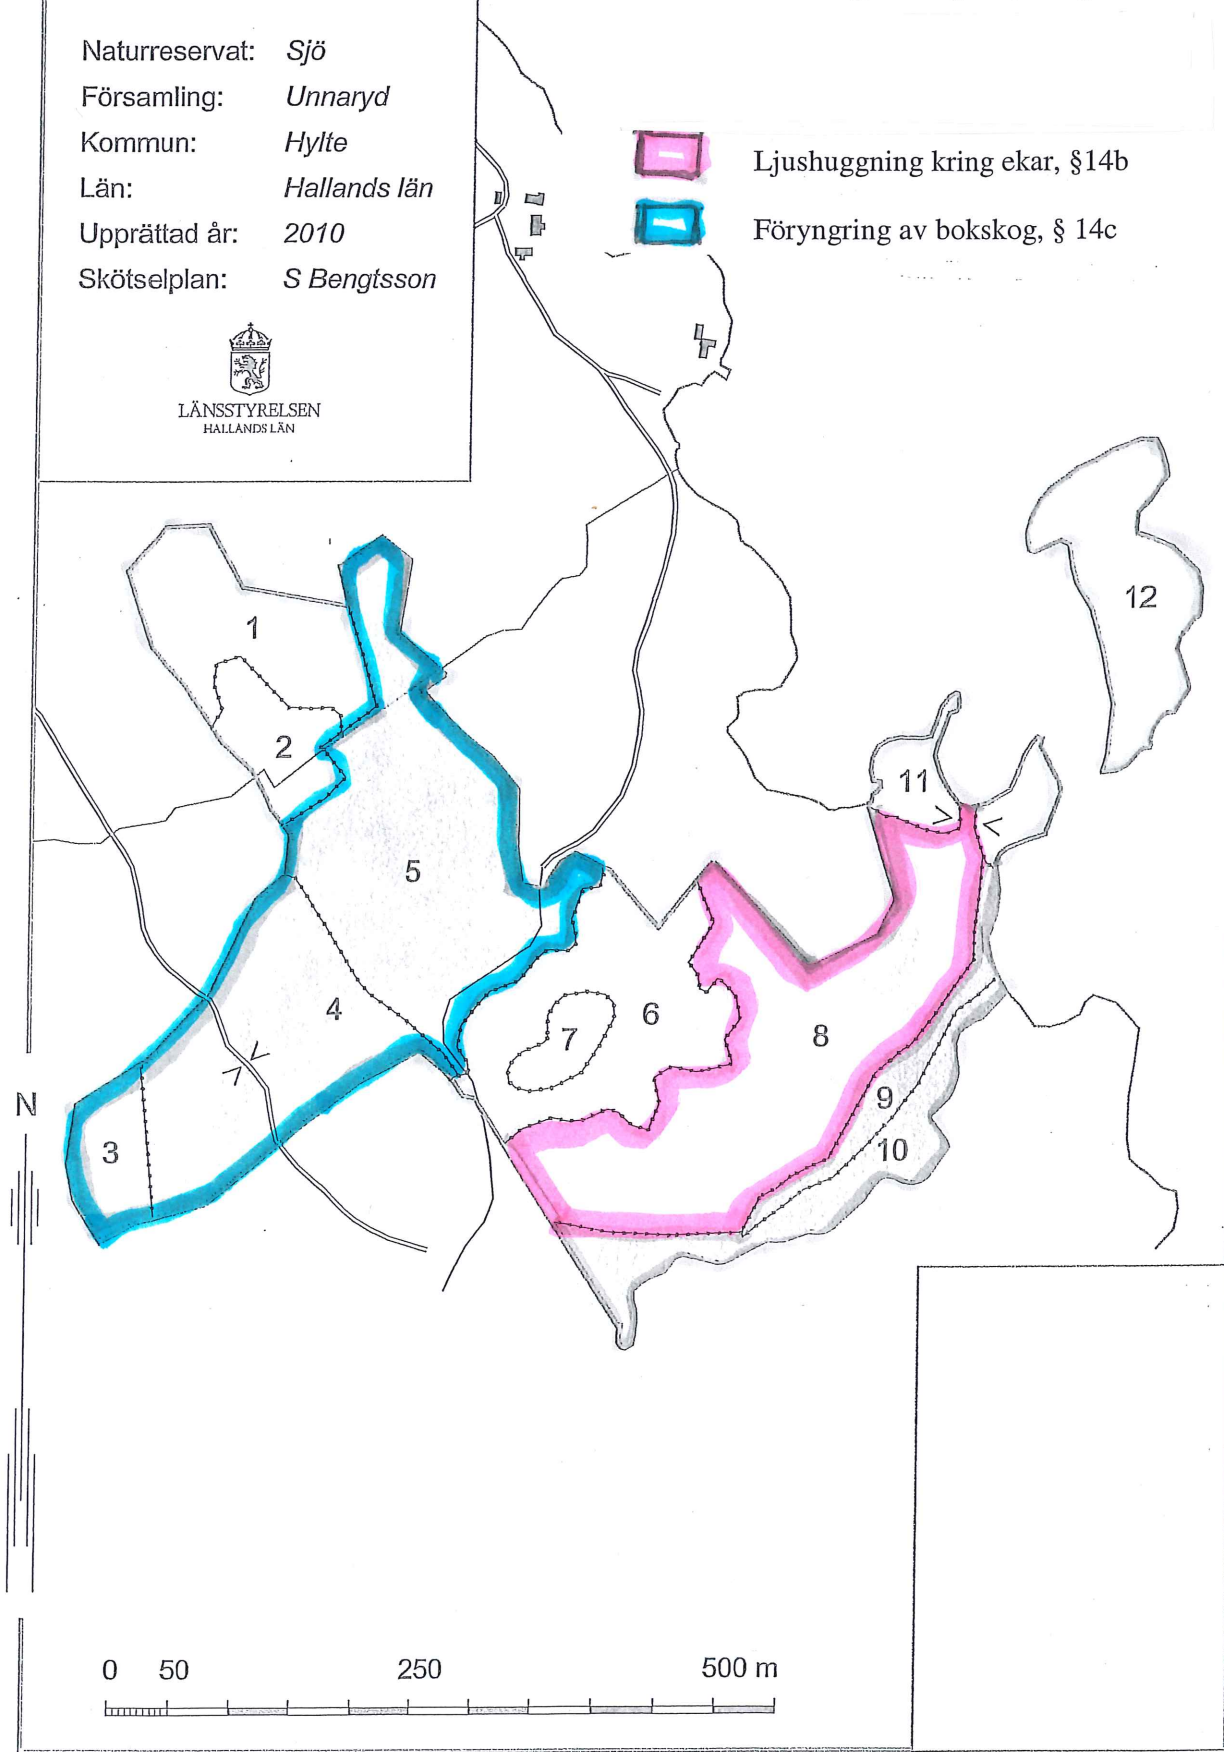 Naturreservat: Sjö
Församling: Unnaryd
Kommun: Hylte
Län: Hallands län
Upprättad år: 2010
Skötselplan: S Bengtsson
LÄNSSTYRELSEN
HALLANDS LÄN
Ljushuggning kring ekar, §14b
Föryngring av bokskog, § 14c
12
1
2
11
5
4
7
6
8
9
10
3
N
0 50 250 500 m